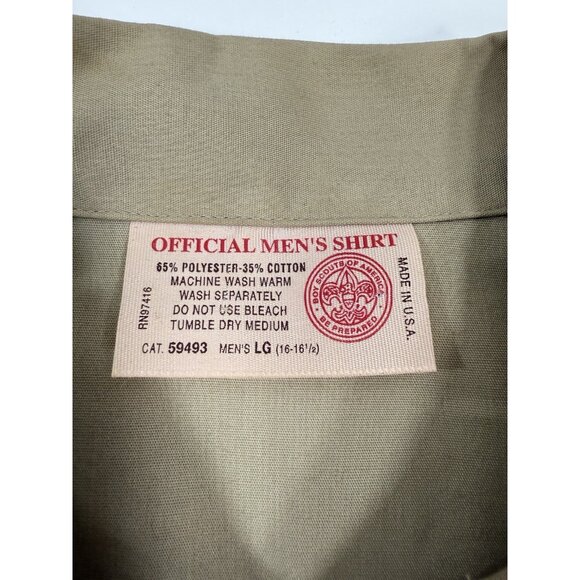 OFFICIAL MEN'S SHIRT
65% POLYESTER-35% COTTON
MACHINE WASH WARM
WASH SEPARATELY
DO NOT USE BLEACH
TUMBLE DRY MEDIUM
CAT. 59493 MEN'S LG (16-16½)
RN97416
BOY SCOUTS OF AMERICA
BE PREPARED
MADE IN U.S.A.